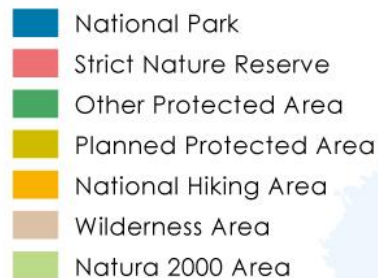 National Park
Strict Nature Reserve
Other Protected Area
Planned Protected Area
National Hiking Area
Wilderness Area
Natura 2000 Area